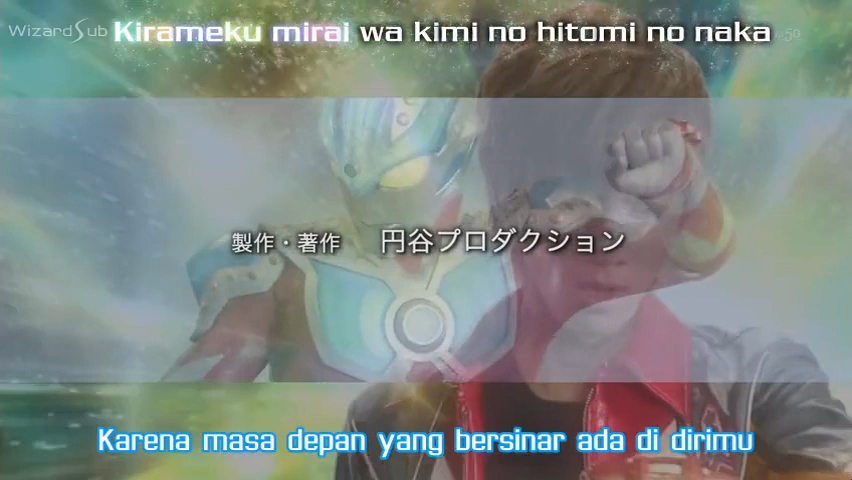 WizardSub
Kirameku mirai wa kimi no hitomi no naka
製作・著作 円谷プロダクション
Karena masa depan yang bersinar ada di dirimu